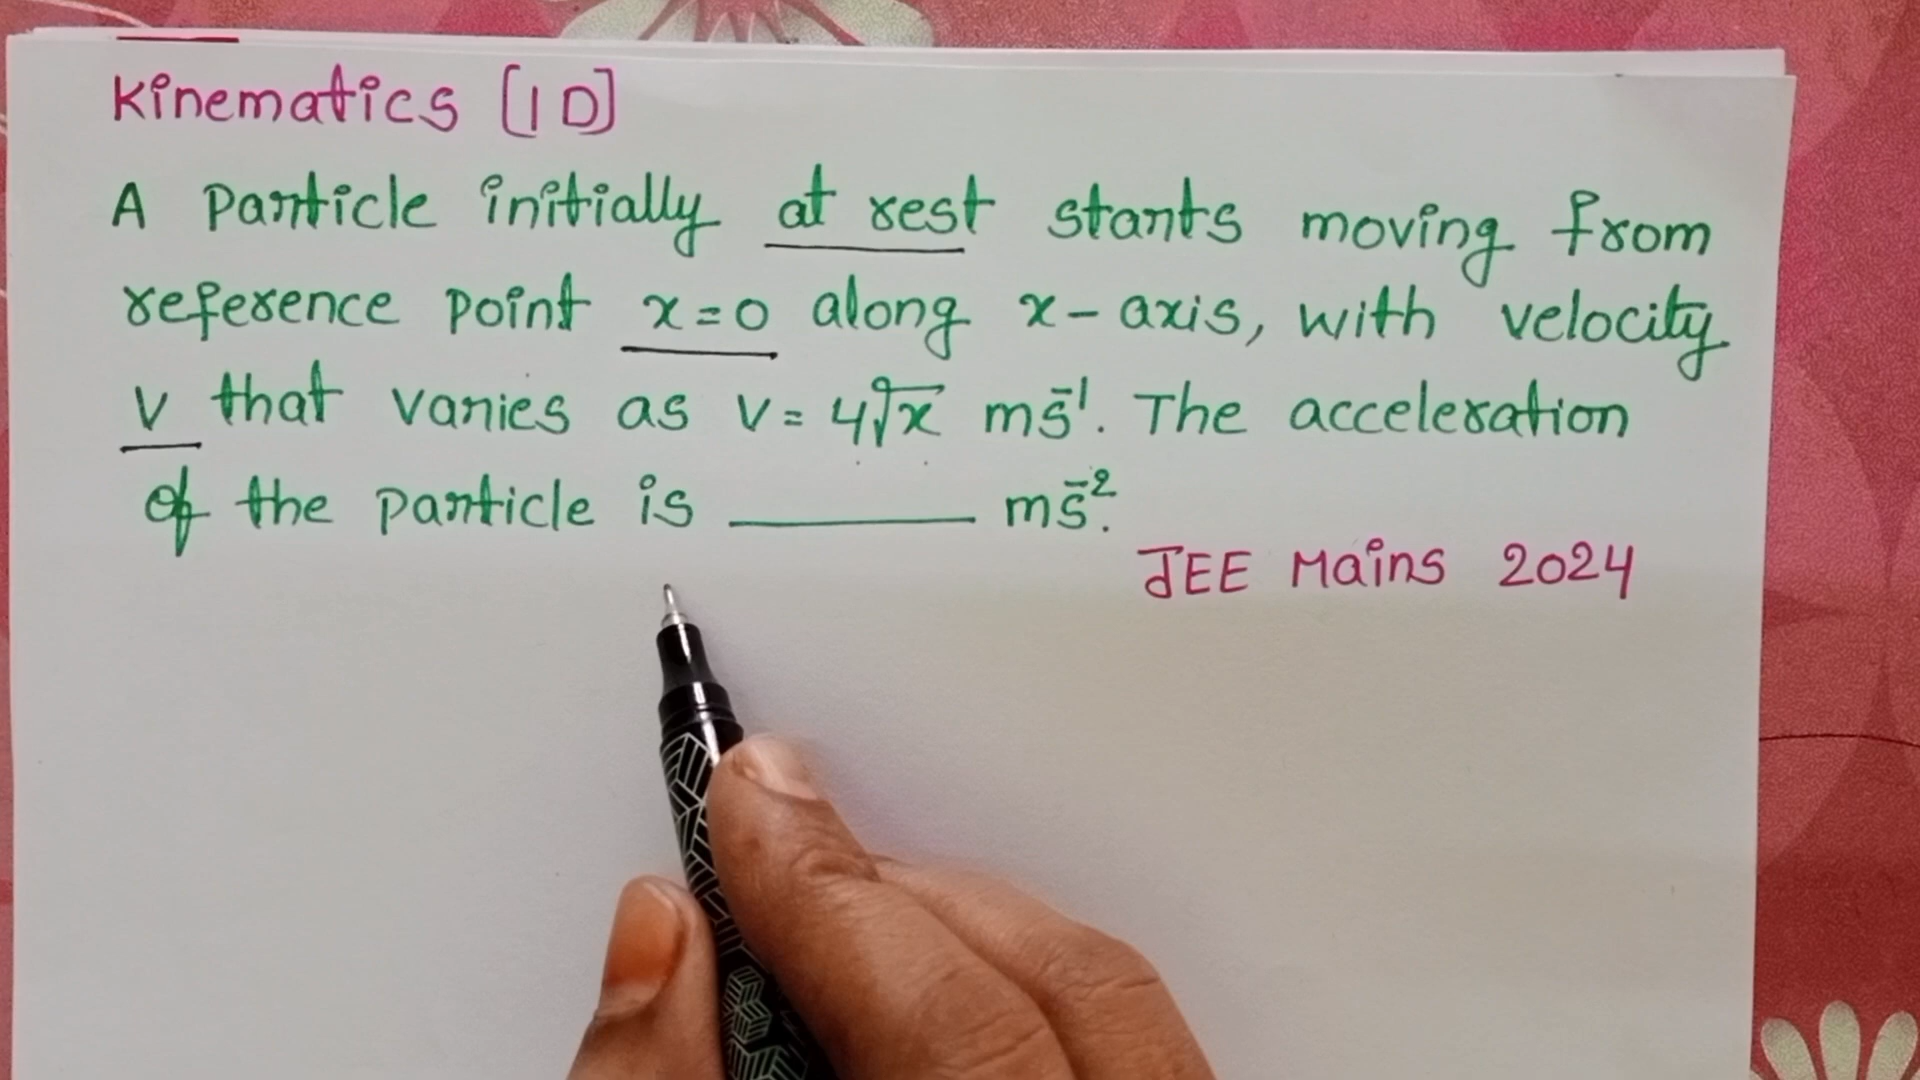 Kinematics [1D]
A Particle initially at rest starts moving from
reference point x=0 along x-axis, with velocity
v that varies as v = 4√x ms⁻¹. The acceleration
of the particle is ______ ms⁻².
JEE Mains 2024